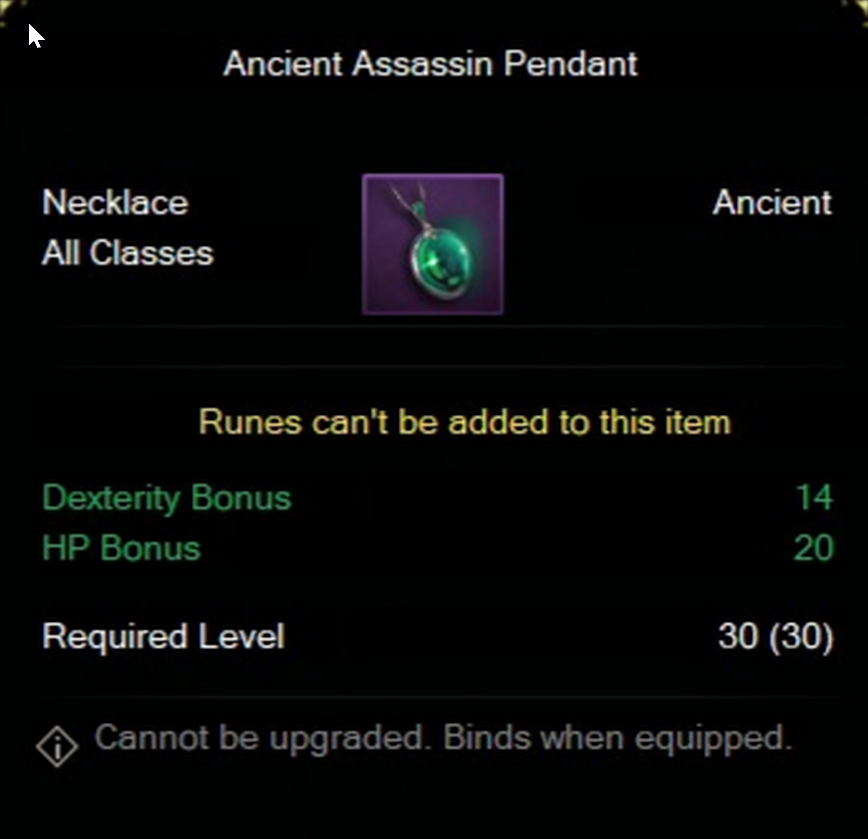 Ancient Assassin Pendant
Necklace Ancient
All Classes
Runes can't be added to this item
Dexterity Bonus 14
HP Bonus 20
Required Level 30 (30)
Cannot be upgraded. Binds when equipped.